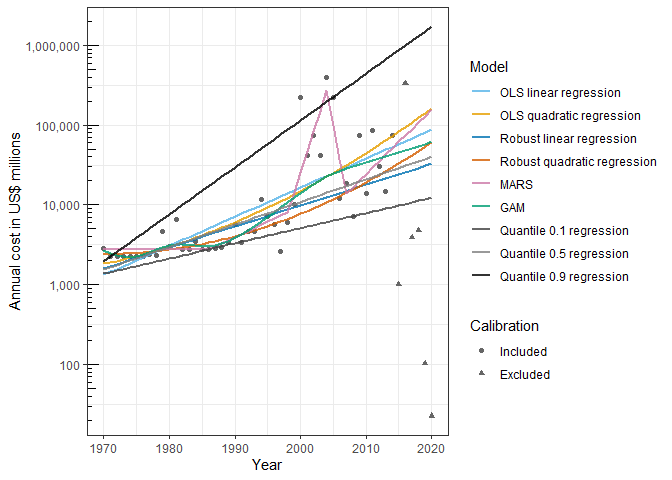 1,000,000
100,000
10,000
1,000
100
Annual cost in US$ millions
1970
1980
1990
2000
2010
2020
Year
Model
OLS linear regression
OLS quadratic regression
Robust linear regression
Robust quadratic regression
MARS
GAM
Quantile 0.1 regression
Quantile 0.5 regression
Quantile 0.9 regression
Calibration
Included
Excluded